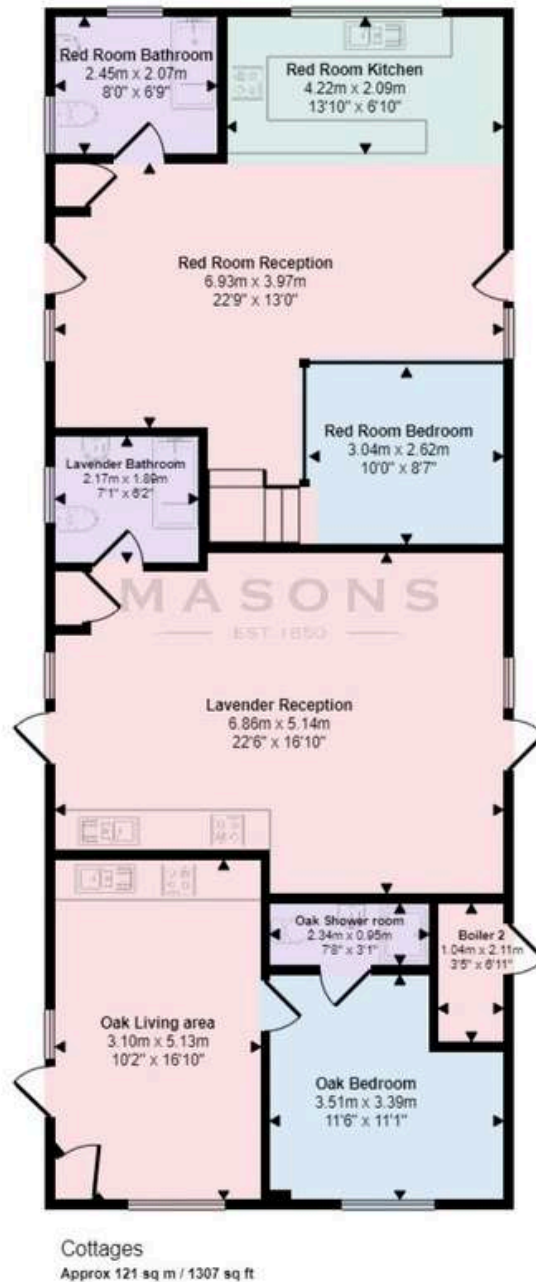 Red Room Bathroom
2.45m x 2.07m
8'0" x 6'9"
Red Room Kitchen
4.22m x 2.09m
13'10" x 6'10"
Red Room Reception
6.93m x 3.97m
22'9" x 13'0"
Red Room Bedroom
3.04m x 2.62m
10'0" x 8'7"
Lavender Bathroom
2.17m x 1.89m
7'1" x 6'2"
MASONS
EST 1850
Lavender Reception
6.86m x 5.14m
22'6" x 16'10"
Oak Shower room
2.34m x 0.95m
7'8" x 3'1"
Boiler 2
1.04m x 2.11m
3'5" x 6'11"
Oak Living area
3.10m x 5.13m
10'2" x 16'10"
Oak Bedroom
3.51m x 3.39m
11'6" x 11'1"
Cottages
Approx 121 sq m / 1307 sq ft